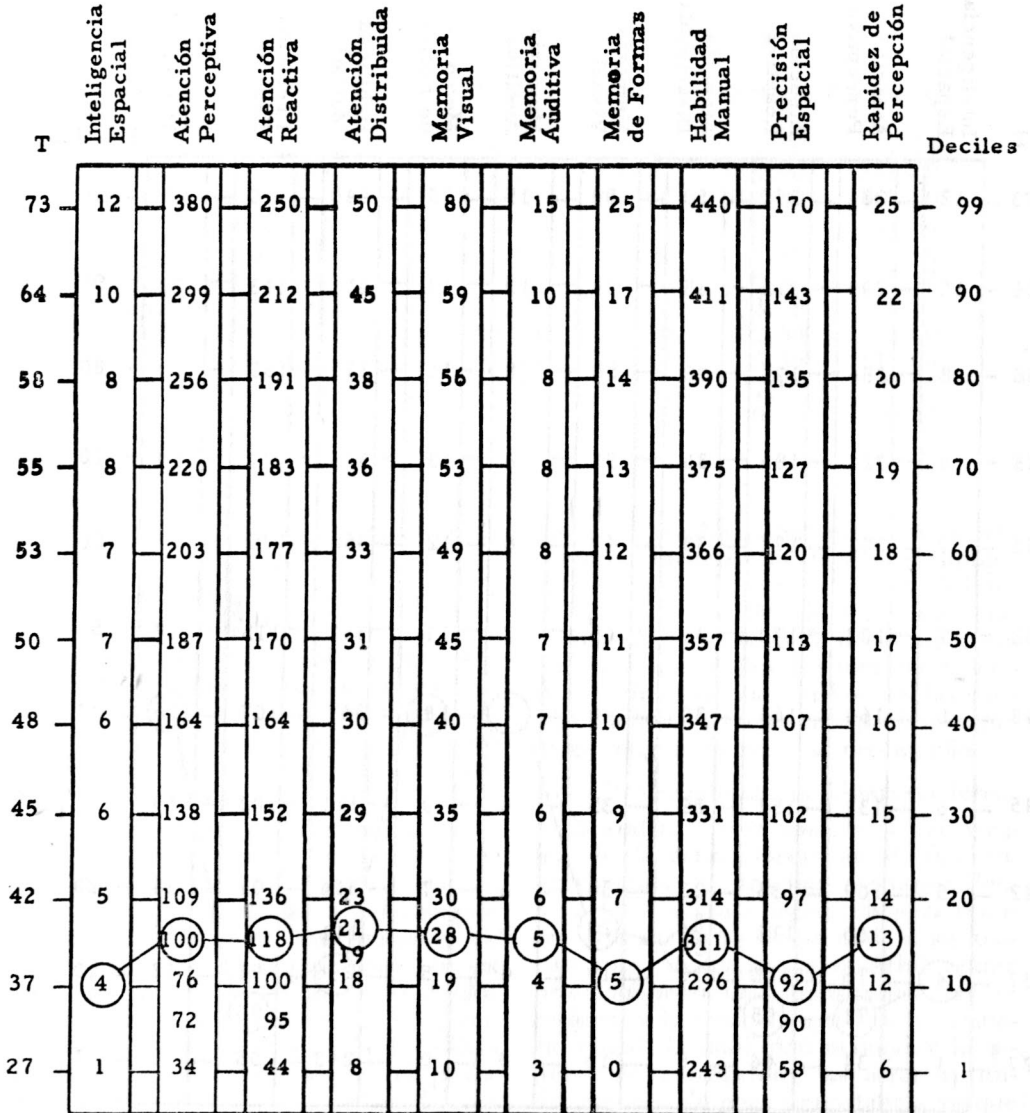 Inteligencia Espacial
Atención Perceptiva
Atención Reactiva
Atención Distribuida
Memoria Visual
Memoria Auditiva
Memoria de Formas
Habilidad Manual
Precisión Espacial
Rapidez de Percepción
T Deciles
73 12 380 250 50 80 15 25 440 170 25 99
64 10 299 212 45 59 10 17 411 143 22 90
58 8 256 191 38 56 8 14 390 135 20 80
55 8 220 183 36 53 8 13 375 127 19 70
53 7 203 177 33 49 8 12 366 120 18 60
50 7 187 170 31 45 7 11 357 113 17 50
48 6 164 164 30 40 7 10 347 107 16 40
45 6 138 152 29 35 6 9 331 102 15 30
42 5 109 136 23 30 6 7 314 97 14 20
100 118 21 28 5 311 13
19
37 4 76 100 18 19 4 5 296 92 12 10
72 95 90
27 1 34 44 8 10 3 0 243 58 6 1